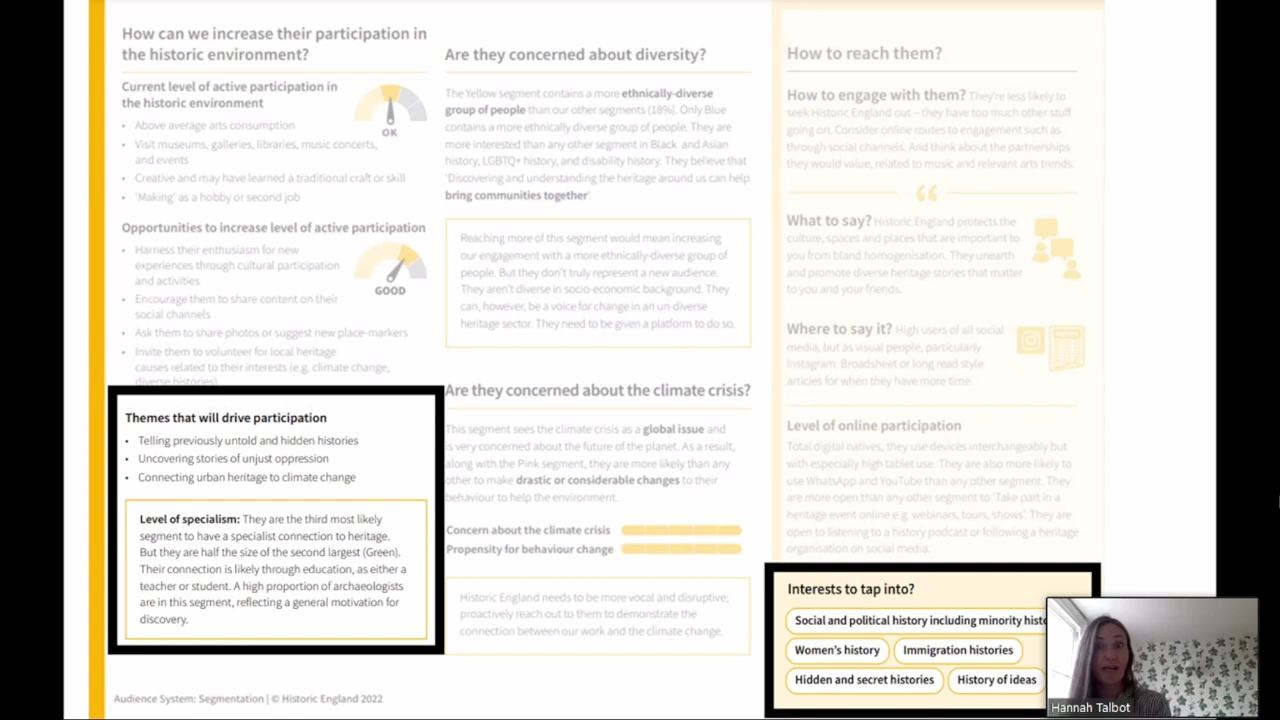 How can we increase their participation in
the historic environment?
Current level of active participation in
the historic environment
• Above average arts consumption
• Visit museums, galleries, libraries, music concerts,
and events
• Creative and may have learned a traditional craft or skill
• ‘Making’ as a hobby or second job
OK
Opportunities to increase level of active participation
• Harness their enthusiasm for new
experiences through cultural participation
and activities
• Encourage them to share content on their
social channels
• Ask them to share photos or suggest new place-markers
• Invite them to volunteer for local heritage
causes related to their interests (e.g. climate change,
diverse histories)
GOOD
Themes that will drive participation
• Telling previously untold and hidden histories
• Uncovering stories of unjust oppression
• Connecting urban heritage to climate change
Level of specialism: They are the third most likely
segment to have a specialist connection to heritage.
But they are half the size of the second largest (Green).
Their connection is likely through education, as either a
teacher or student. A high proportion of archaeologists
are in this segment, reflecting a general motivation for
discovery.
Audience System: Segmentation | © Historic England 2022
Are they concerned about diversity?
The Yellow segment contains a more ethnically-diverse
group of people than our other segments (18%). Only Blue
contains a more ethnically diverse group of people. They are
more interested than any other segment in Black and Asian
history, LGBTQ+ history, and disability history. They believe that
‘Discovering and understanding the heritage around us can help
bring communities together’.
Reaching more of this segment would mean increasing
our engagement with a more ethnically-diverse group of
people. But they don’t truly represent a new audience.
They aren’t diverse in socio-economic background. They
can, however, be a voice for change in an un-diverse
heritage sector. They need to be given a platform to do so.
Are they concerned about the climate crisis?
This segment sees the climate crisis as a global issue and
is very concerned about the future of the planet. As a result,
along with the Pink segment, they are more likely than any
other to make drastic or considerable changes to their
behaviour to help the environment.
Concern about the climate crisis
Propensity for behaviour change
Historic England needs to be more vocal and disruptive;
proactively reach out to them to demonstrate the
connection between our work and the climate change.
How to reach them?
How to engage with them? They’re less likely to
seek Historic England out – they have too much other stuff
going on. Consider online routes to engagement such as
through social channels. And think about the partnerships
they would value, related to music and relevant arts trends.
What to say? Historic England protects the
culture, spaces and places that are important to
you from bland homogenisation. They unearth
and promote diverse heritage stories that matter
to you and your friends.
Where to say it? High users of all social
media, but as visual people, particularly
Instagram. Broadsheet or long read style
articles for when they have more time.
Level of online participation
Total digital natives, they use devices interchangeably but
with especially high tablet use. They are also more likely to
use WhatsApp and YouTube than any other segment. They
are more open than any other segment to ‘Take part in a
heritage event online e.g. webinars, tours, shows’. They are
open to listening to a history podcast or following a heritage
organisation on social media.
Interests to tap into?
Social and political history including minority histo
Women’s history
Immigration histories
Hidden and secret histories
History of ideas
Hannah Talbot